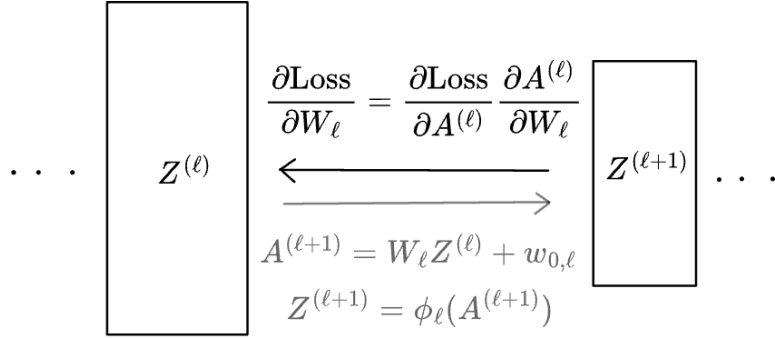 · · ·
Z^{(ℓ)}
∂Loss/∂W_ℓ = ∂Loss/∂A^{(ℓ)} ∂A^{(ℓ)}/∂W_ℓ
A^{(ℓ+1)} = W_ℓ Z^{(ℓ)} + w_{0,ℓ}
Z^{(ℓ+1)} = ϕ_ℓ(A^{(ℓ+1)})
Z^{(ℓ+1)}
· · ·